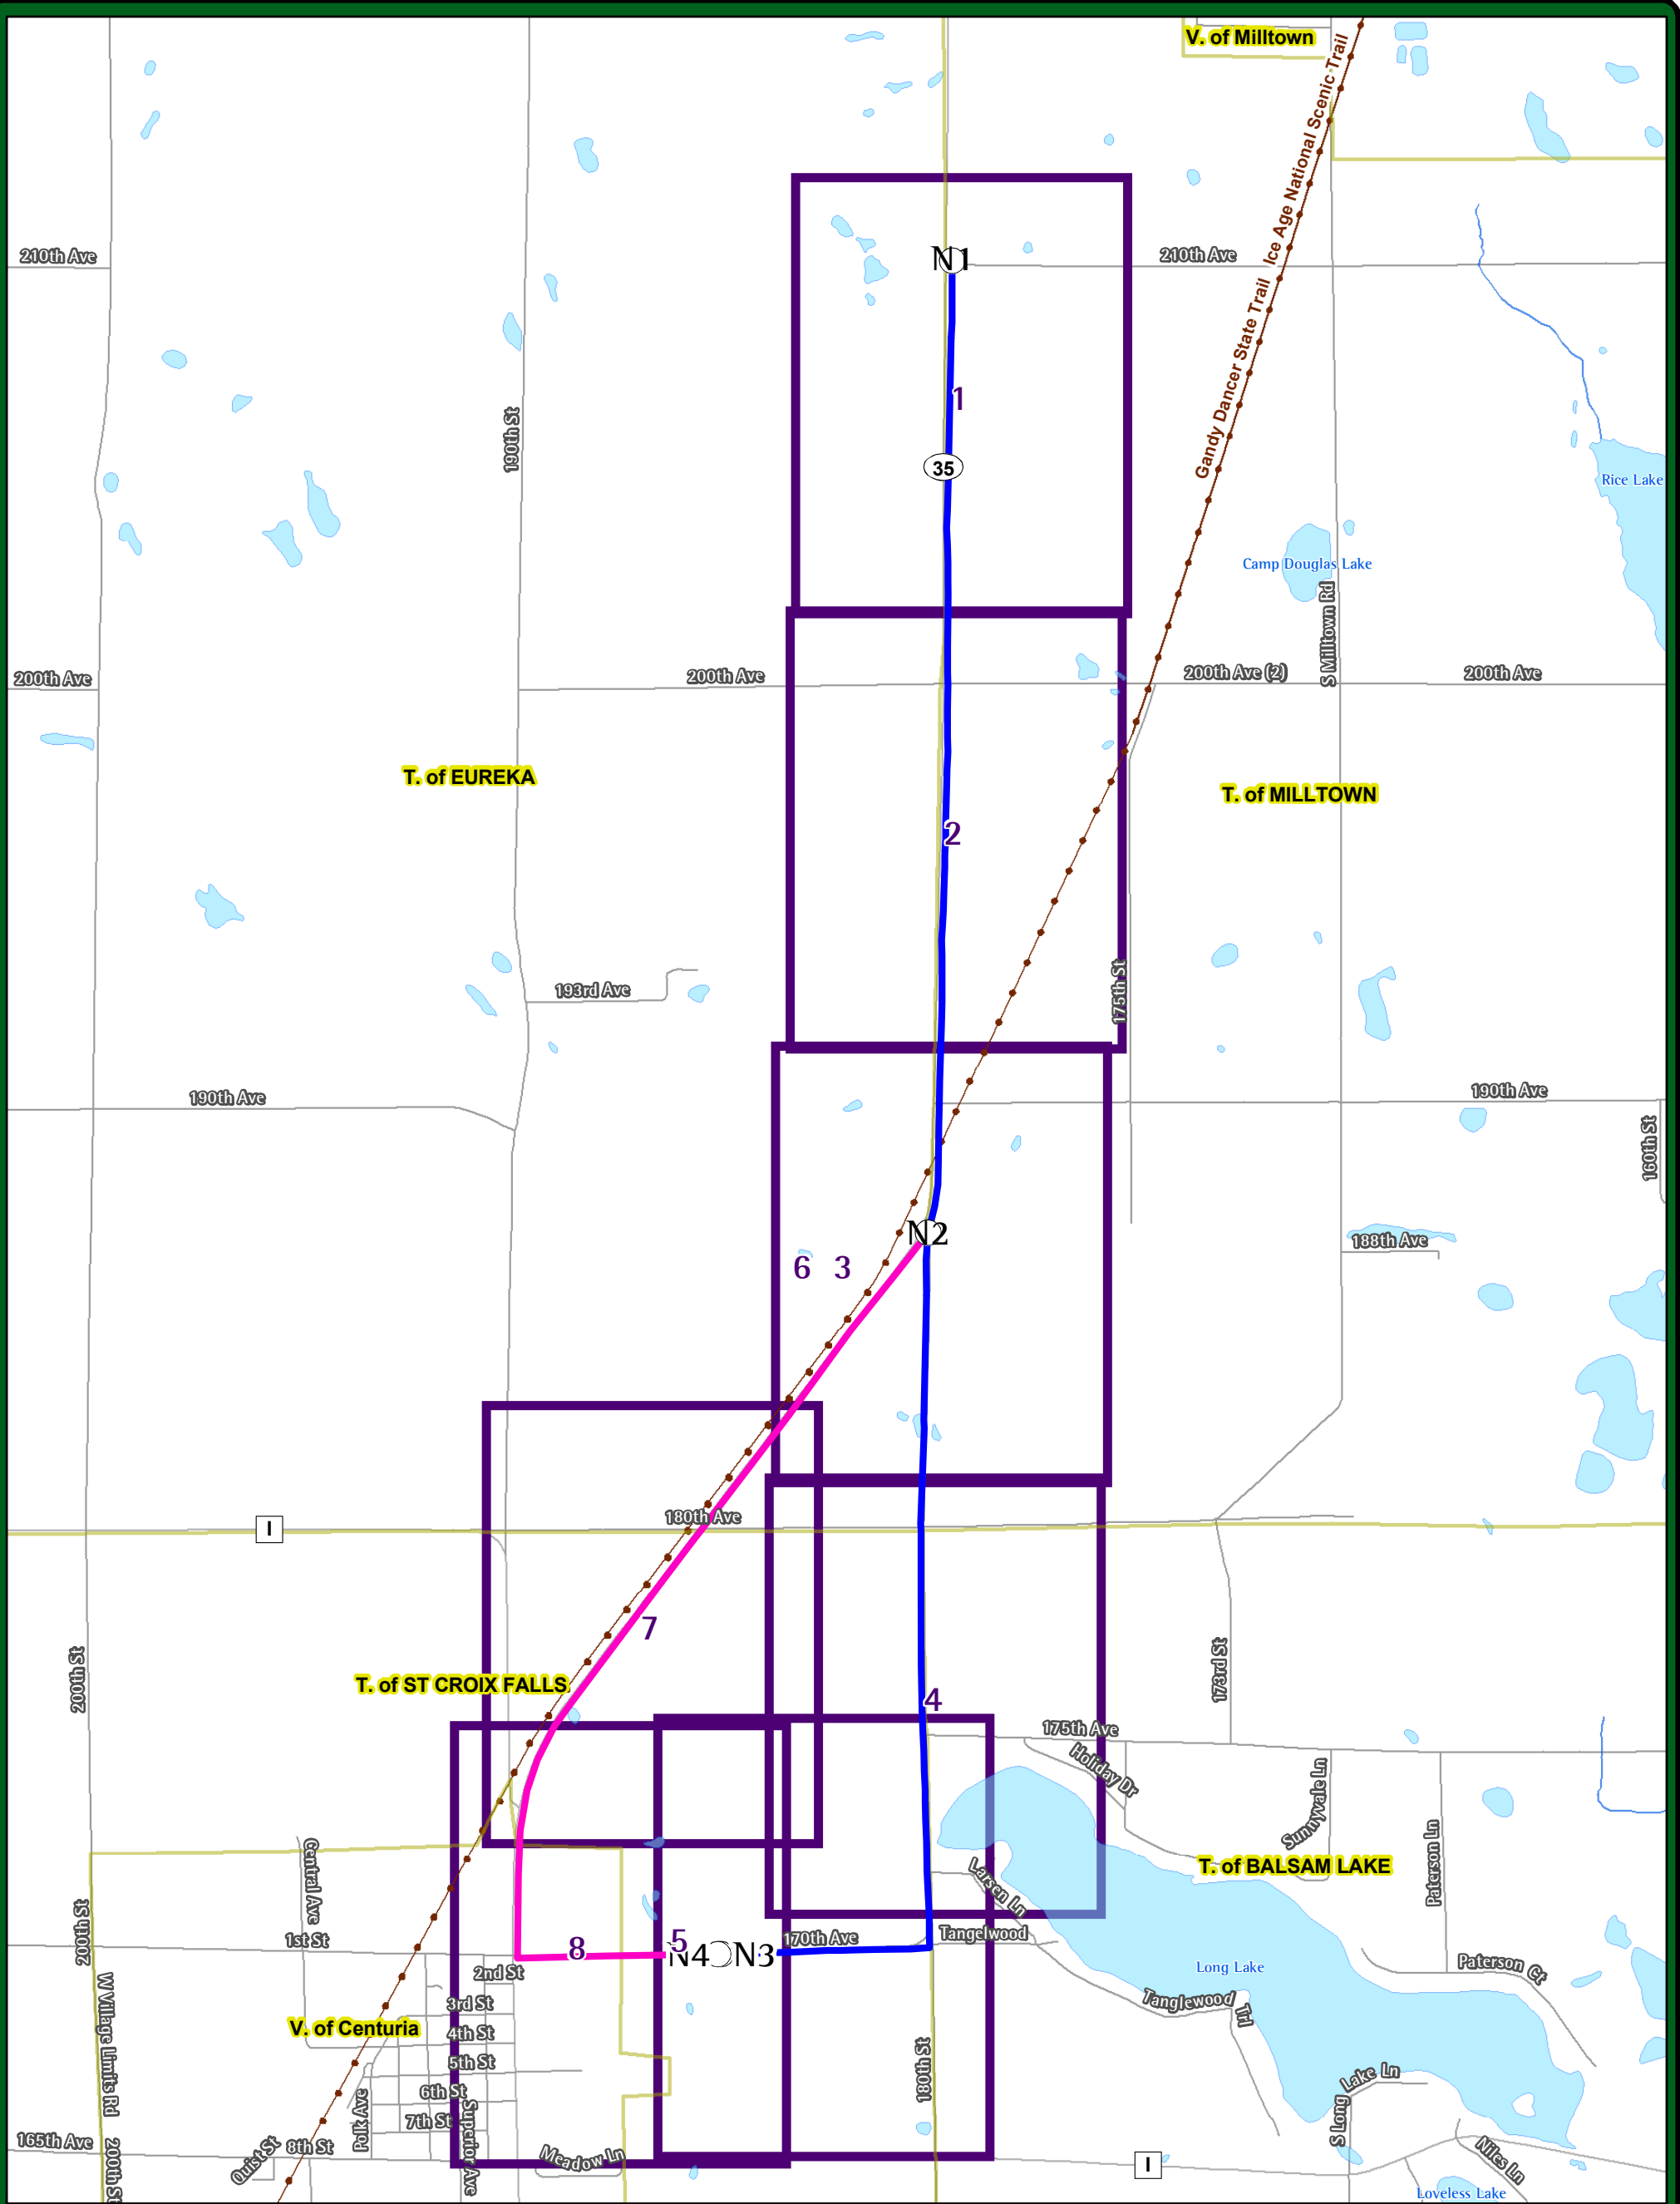 V. of Milltown
Ice Age National Scenic Trail
Gandy Dancer State Trail
210th Ave
N1
210th Ave
1
190th St
35
Rice Lake
Camp Douglas Lake
S Milltown Rd
200th Ave
200th Ave
200th Ave (2)
200th Ave
T. of EUREKA
T. of MILLTOWN
2
193rd Ave
175th St
190th Ave
190th Ave
160th St
N2
188th Ave
6 3
I
180th Ave
7
200th St
T. of ST CROIX FALLS
173rd St
4
175th Ave
Holiday Dr
Sunnyvale Ln
Paterson Ln
T. of BALSAM LAKE
Larsen Ln
Central Ave
200th St
1st St
8
5
N4
N3
170th Ave
Tangelwood
Long Lake
Paterson Ct
2nd St
W Village Limits Rd
3rd St
Tanglewood Trl
V. of Centuria
4th St
5th St
180th St
Lake Ln
S Long
6th St
7th St
Polk Ave
Superior Ave
165th Ave
8th St
Quist St
Meadow Ln
200th St
I
Niles Ln
Loveless Lake